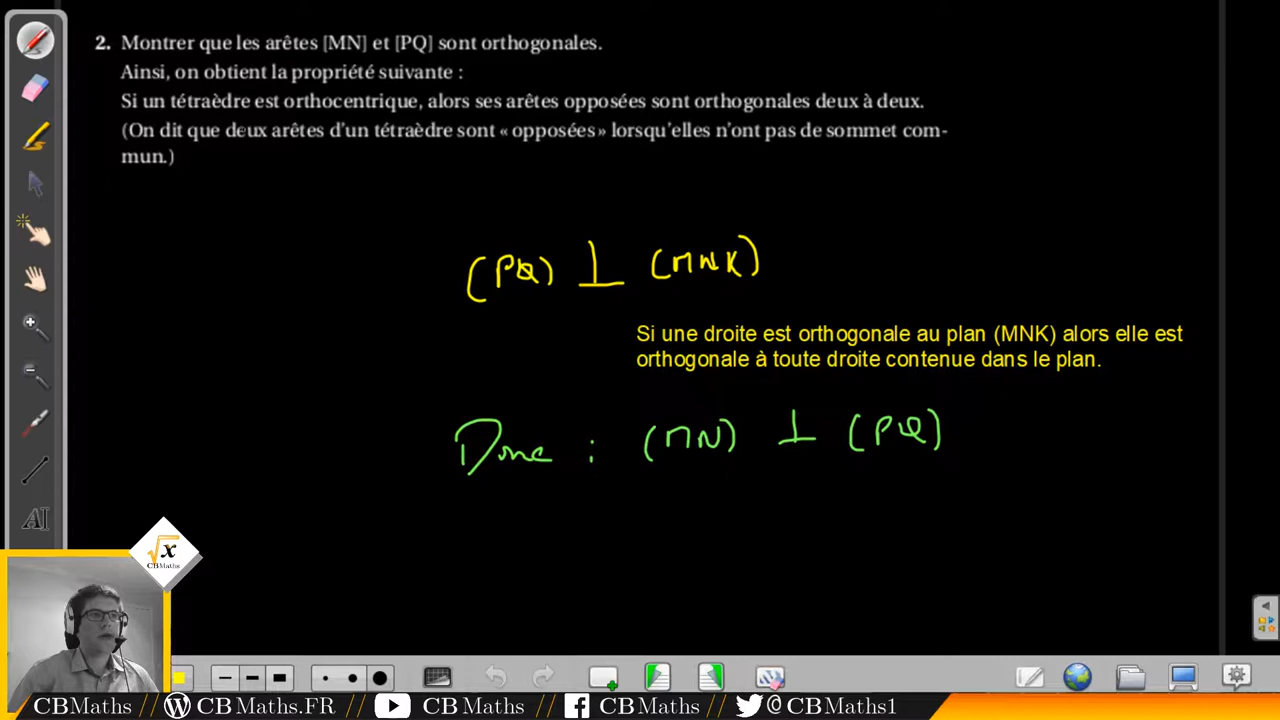 2. Montrer que les arêtes [MN] et [PQ] sont orthogonales.
Ainsi, on obtient la propriété suivante :
Si un tétraèdre est orthocentrique, alors ses arêtes opposées sont orthogonales deux à deux.
(On dit que deux arêtes d'un tétraèdre sont « opposées » lorsqu'elles n'ont pas de sommet com-
mun.)
(PQ) ⊥ (MNK)
Si une droite est orthogonale au plan (MNK) alors elle est
orthogonale à toute droite contenue dans le plan.
Donc : (MN) ⊥ (PQ)
AI
√x
CBMaths
CBMaths CBMaths.FR CBMaths CBMaths @CBMaths1